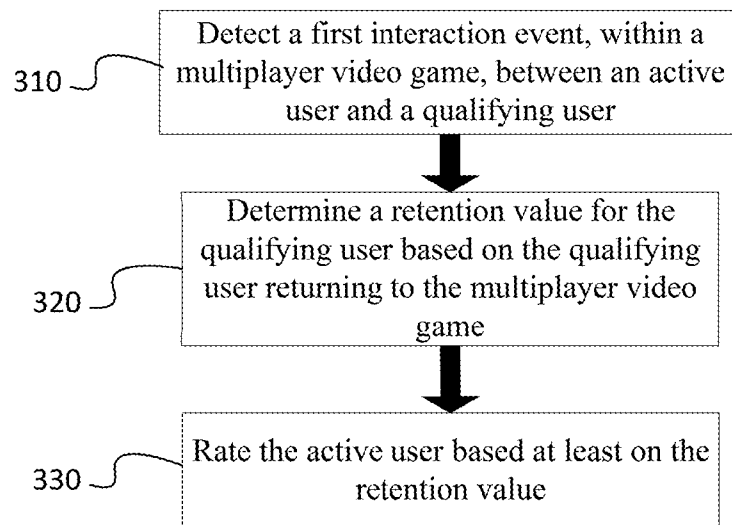 Detect a first interaction event, within a
310
multiplayer video game, between an active
user and a qualifying user
Determine a retention value for the
qualifying user based on the qualifying
320
user returning to the multiplayer video
game
Rate the active user based at least on the
330
retention value